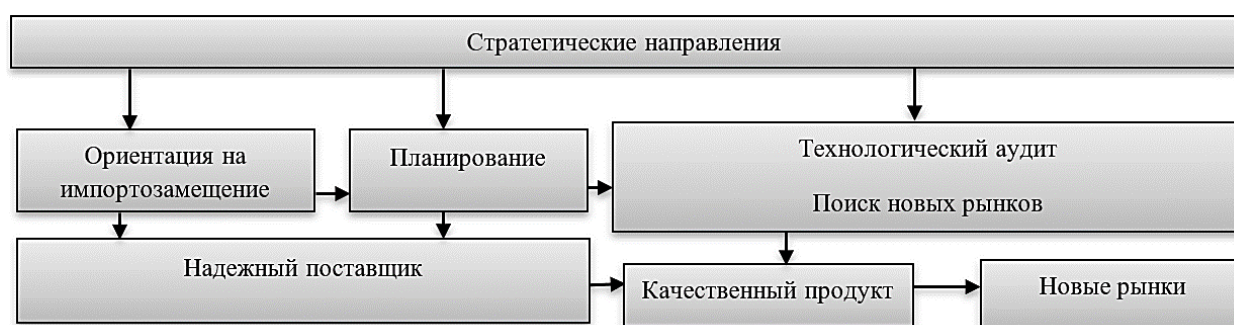 Стратегические направления
Ориентация на
импортозамещение
Планирование
Технологический аудит
Поиск новых рынков
Надежный поставщик
Качественный продукт
Новые рынки